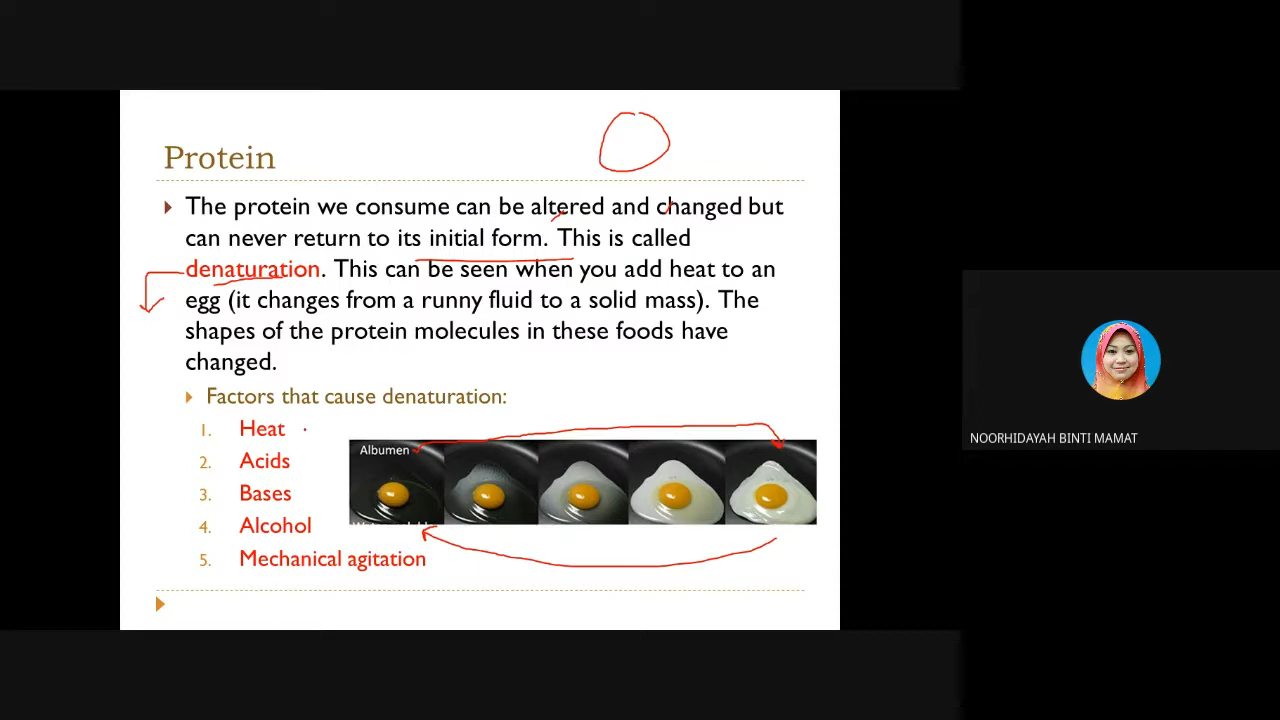 Protein
The protein we consume can be altered and changed but
can never return to its initial form. This is called
denaturation. This can be seen when you add heat to an
egg (it changes from a runny fluid to a solid mass). The
shapes of the protein molecules in these foods have
changed.
Factors that cause denaturation:
1. Heat
2. Acids
3. Bases
4. Alcohol
5. Mechanical agitation
Albumen
NOORHIDAYAH BINTI MAMAT